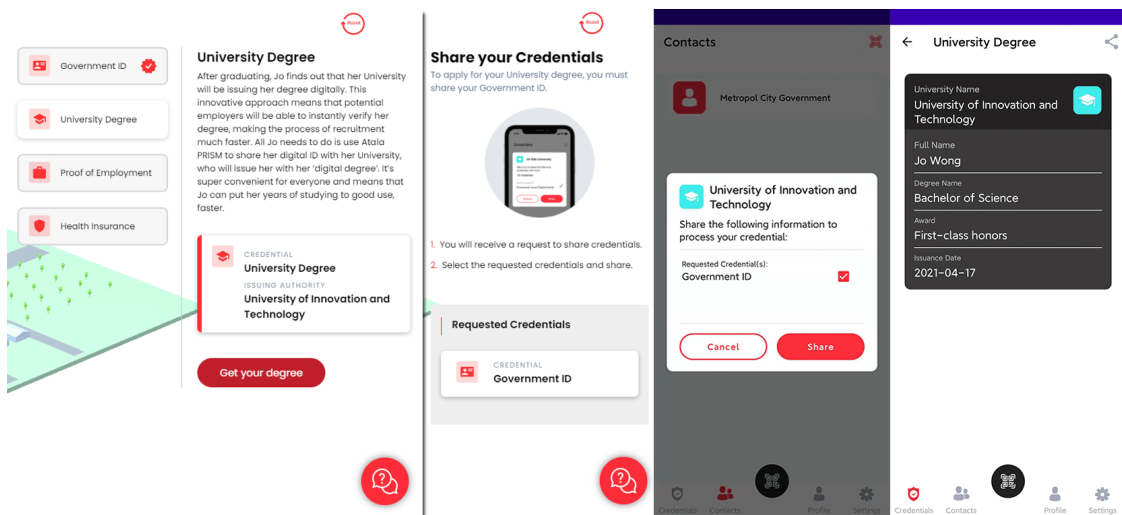 Reset
Government ID
University Degree
Proof of Employment
Health Insurance
University Degree
After graduating, Jo finds out that her University
will be issuing her degree digitally. This
innovative approach means that potential
employers will be able to instantly verify her
degree, making the process of recruitment
much faster. All Jo needs to do is use Atala
PRISM to share her digital ID with her University,
who will issue her with her 'digital degree'. It's
super convenient for everyone and means that
Jo can put her years of studying to good use,
faster.
CREDENTIAL
University Degree
ISSUING AUTHORITY
University of Innovation and
Technology
Get your degree
Reset
Share your Credentials
To apply for your University degree, you must
share your Government ID.
1. You will receive a request to share credentials.
2. Select the requested credentials and share.
Requested Credentials
CREDENTIAL
Government ID
Contacts
Metropol City Government
University of Innovation and
Technology
Share the following information to
process your credential:
Requested Credential(s):
Government ID
Cancel
Share
Credentials
Contacts
Profile
Settings
University Degree
University Name
University of Innovation and
Technology
Full Name
Jo Wong
Degree Name
Bachelor of Science
Award
First-class honors
Issuance Date
2021-04-17
Credentials
Contacts
Profile
Settings